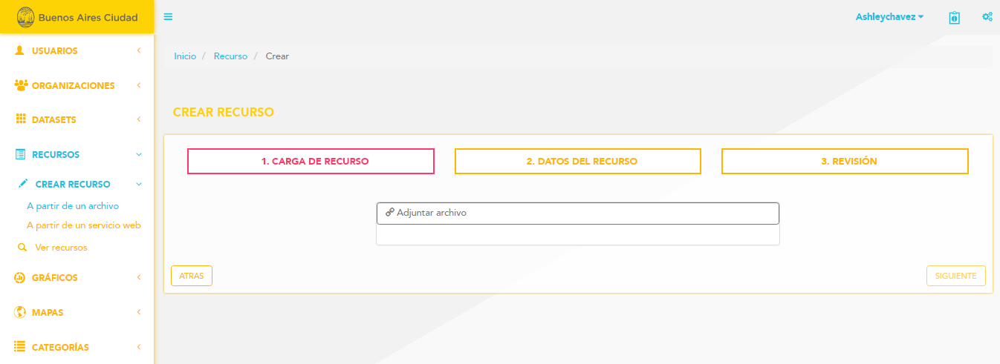 Buenos Aires Ciudad
Ashleychavez
USUARIOS
ORGANIZACIONES
DATASETS
RECURSOS
CREAR RECURSO
A partir de un archivo
A partir de un servicio web
Ver recursos
GRÁFICOS
MAPAS
CATEGORÍAS
Inicio / Recurso / Crear
CREAR RECURSO
1. CARGA DE RECURSO
2. DATOS DEL RECURSO
3. REVISIÓN
Adjuntar archivo
ATRAS
SIGUIENTE